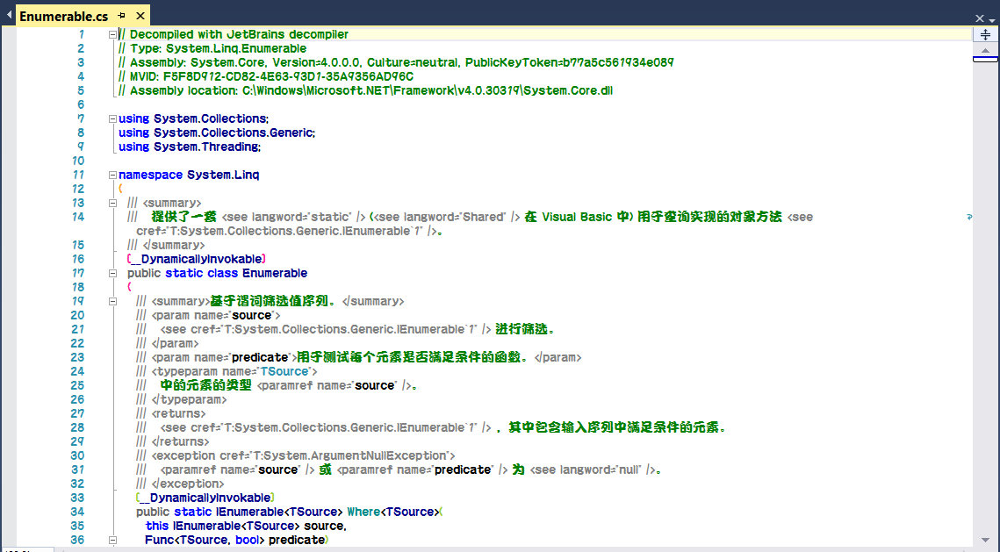 Enumerable.cs
1 // Decompiled with JetBrains decompiler
2 // Type: System.Linq.Enumerable
3 // Assembly: System.Core, Version=4.0.0.0, Culture=neutral, PublicKeyToken=b77a5c561934e089
4 // MVID: F5F8D912-CD82-4E63-93D1-35A9356AD96C
5 // Assembly location: C:\Windows\Microsoft.NET\Framework\v4.0.30319\System.Core.dll
6
7 using System.Collections;
8 using System.Collections.Generic;
9 using System.Threading;
10
11 namespace System.Linq
12 {
13 /// <summary>
14 /// 提供了一套 <see langword="static" /> (<see langword="Shared" /> 在 Visual Basic 中) 用于查询实现的对象方法 <see
cref="T:System.Collections.Generic.IEnumerable`1" />。
15 /// </summary>
16 [__DynamicallyInvokable]
17 public static class Enumerable
18 {
19 /// <summary>基于谓词筛选值序列。</summary>
20 /// <param name="source">
21 /// <see cref="T:System.Collections.Generic.IEnumerable`1" /> 进行筛选。
22 /// </param>
23 /// <param name="predicate">用于测试每个元素是否满足条件的函数。</param>
24 /// <typeparam name="TSource">
25 /// 中的元素的类型 <paramref name="source" />。
26 /// </typeparam>
27 /// <returns>
28 /// <see cref="T:System.Collections.Generic.IEnumerable`1" /> ，其中包含输入序列中满足条件的元素。
29 /// </returns>
30 /// <exception cref="T:System.ArgumentNullException">
31 /// <paramref name="source" /> 或 <paramref name="predicate" /> 为 <see langword="null" />。
32 /// </exception>
33 [__DynamicallyInvokable]
34 public static IEnumerable<TSource> Where<TSource>(
35 this IEnumerable<TSource> source,
36 Func<TSource, bool> predicate)